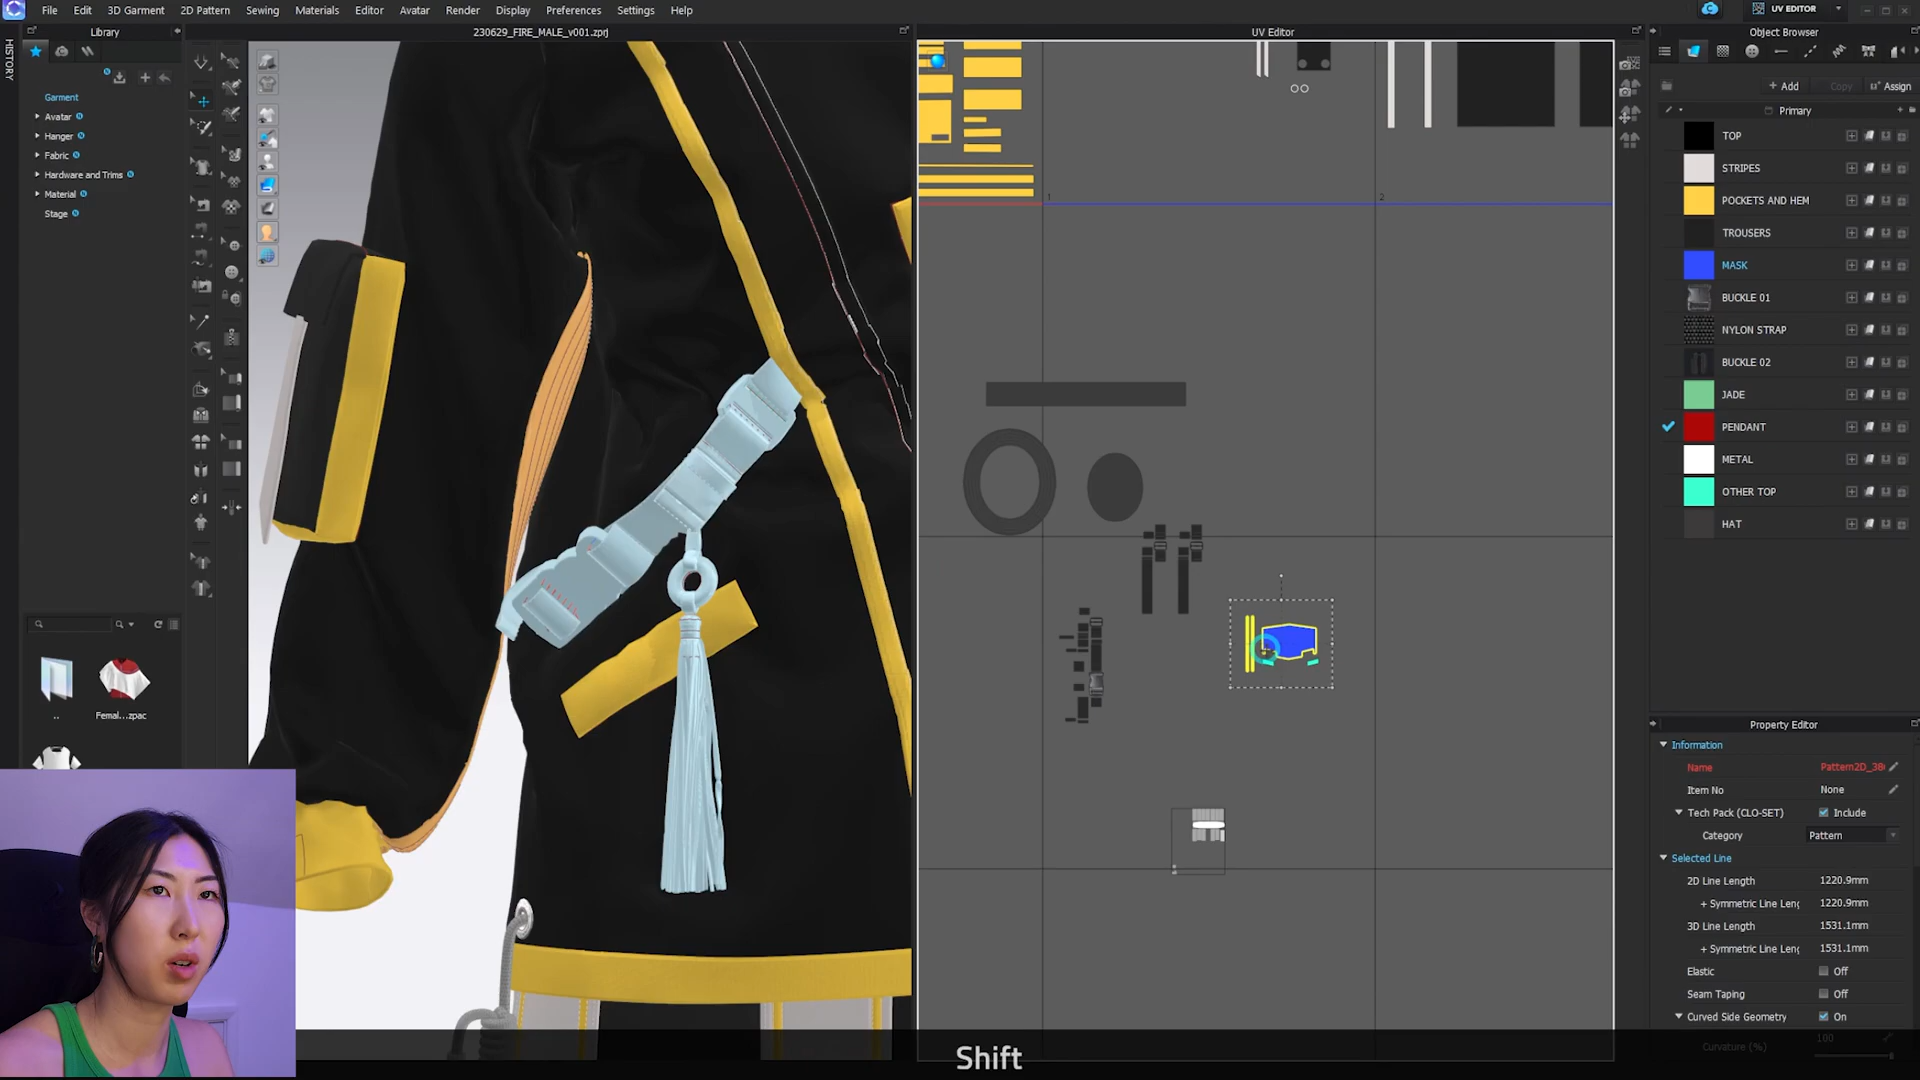 File Edit 3D Garment 2D Pattern Sewing Materials Editor Avatar Render Display Preferences Settings Help
UV EDITOR
HISTORY
Library
230629_FIRE_MALE_v001.zprj
UV Editor
Object Browser
Garment
Avatar
Hanger
Fabric
Hardware and Trims
Material
Stage
+ Add
Copy
Assign
Primary
TOP
STRIPES
POCKETS AND HEM
TROUSERS
MASK
BUCKLE 01
NYLON STRAP
BUCKLE 02
JADE
PENDANT
METAL
OTHER TOP
HAT
1
2
..
Femal...zpac
Property Editor
Information
Name Pattern2D_38
Item No None
Tech Pack (CLO-SET) Include
Category Pattern
Selected Line
2D Line Length 1220.9mm
+ Symmetric Line Leng 1220.9mm
3D Line Length 1531.1mm
+ Symmetric Line Leng 1531.1mm
Elastic Off
Seam Taping Off
Curved Side Geometry On
Curvature (%) 100
Shift